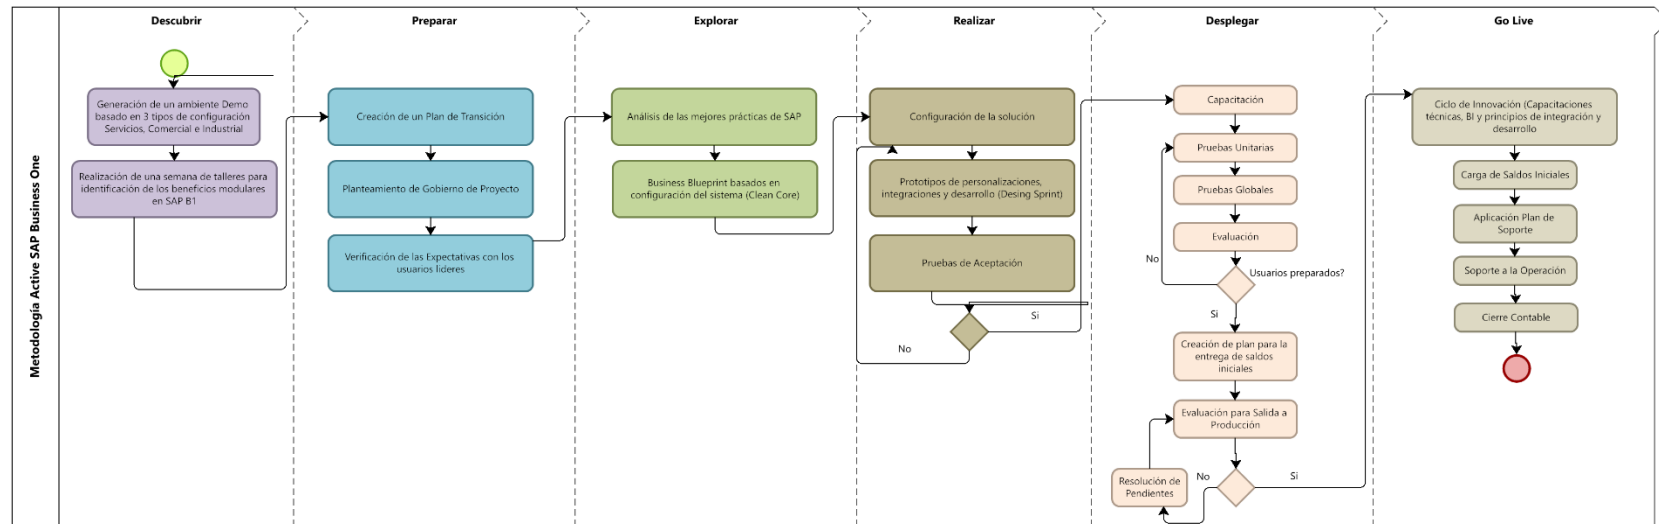 Metodología Active SAP Business One
Descubrir
Generación de un ambiente Demo
basado en 3 tipos de configuración
Servicios, Comercial e Industrial
Realización de una semana de talleres para
identificación de los beneficios modulares
en SAP B1
Preparar
Creación de un Plan de Transición
Planteamiento de Gobierno de Proyecto
Verificación de las Expectativas con los
usuarios lideres
Explorar
Análisis de las mejores prácticas de SAP
Business Blueprint basados en
configuración del sistema (Clean Core)
Realizar
Configuración de la solución
Prototipos de personalizaciones,
integraciones y desarrollo (Desing Sprint)
Pruebas de Aceptación
Si
No
Desplegar
Capacitación
Pruebas Unitarias
Pruebas Globales
Evaluación
Usuarios preparados?
No
Si
Creación de plan para la
entrega de saldos
iniciales
Evaluación para Salida a
Producción
No
Si
Resolución de
Pendientes
Go Live
Ciclo de Innovación (Capacitaciones
técnicas, BI y principios de integración y
desarrollo
Carga de Saldos Iniciales
Aplicación Plan de
Soporte
Soporte a la Operación
Cierre Contable